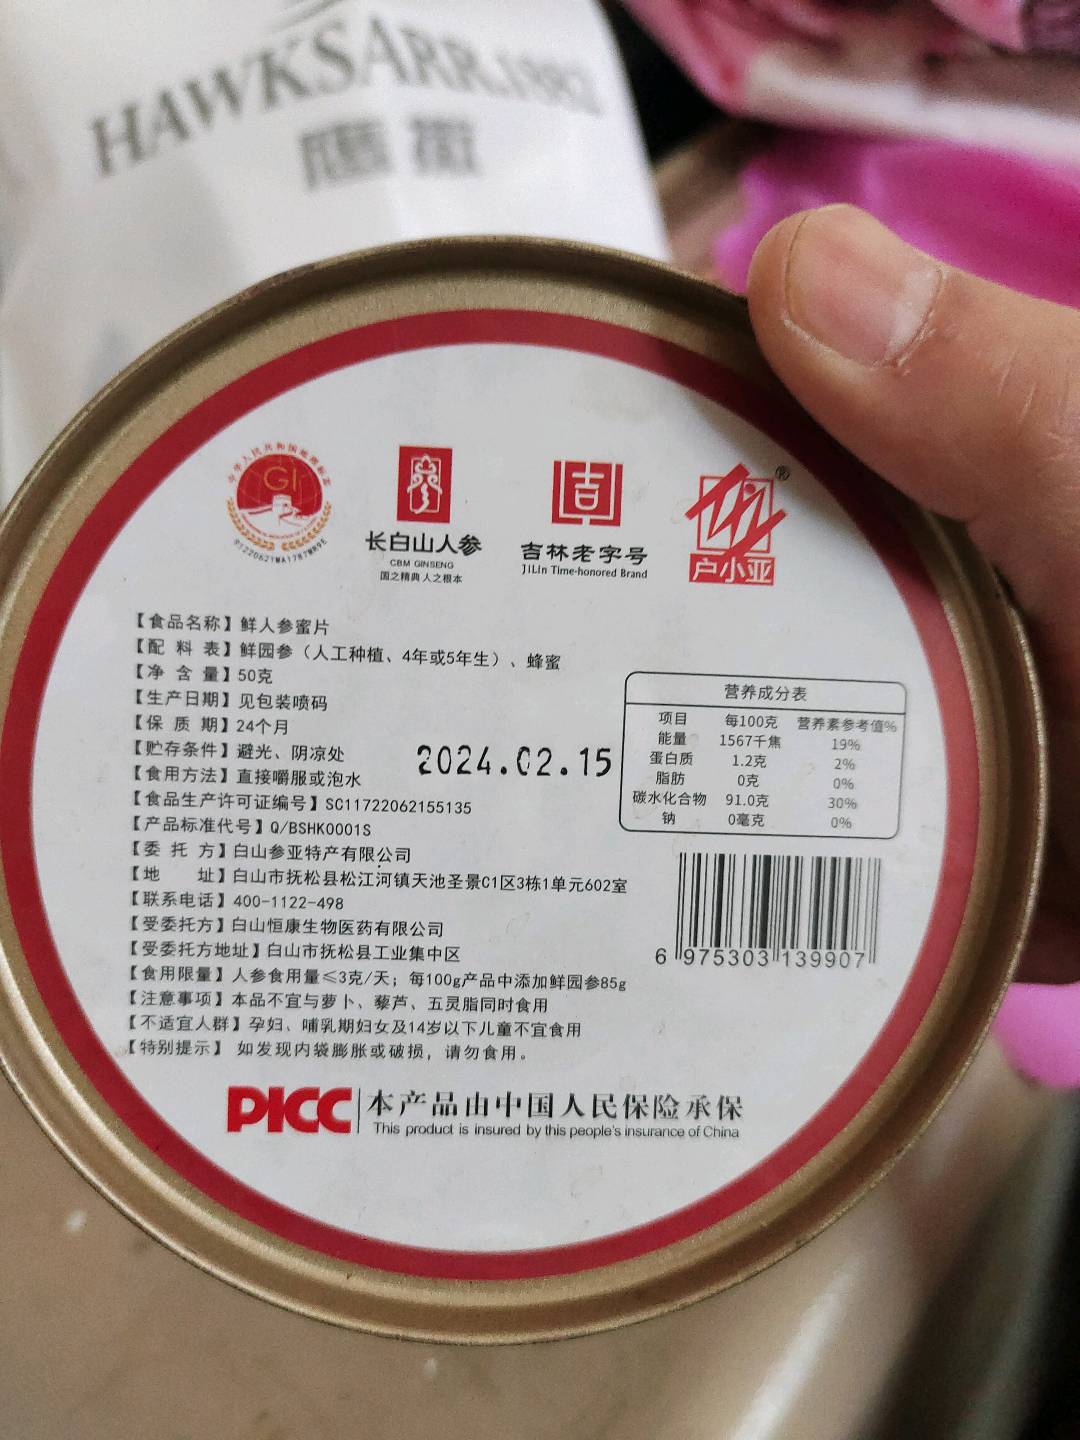 HAWKSARR.1882
中华人民共和国地理标志
GI
长白山人参
CBM GINSENG
国之精典 人之根本
吉林老字号
JiLin Time-honored Brand
®
户小亚
【食品名称】鲜人参蜜片
【配 料 表】鲜园参（人工种植、4年或5年生）、蜂蜜
【净 含 量】50克
【生产日期】见包装喷码
【保 质 期】24个月
【贮存条件】避光、阴凉处
【食用方法】直接嚼服或泡水
2024.02.15
【食品生产许可证编号】SC11722062155135
【产品标准代号】Q/BSHK0001S
【委 托 方】白山参亚特产有限公司
【地 址】白山市抚松县松江河镇天池圣景C1区3栋1单元602室
【联系电话】400-1122-498
【受委托方】白山恒康生物医药有限公司
【受委托方地址】白山市抚松县工业集中区
【食用限量】人参食用量≤3克/天；每100g产品中添加鲜园参85g
【注意事项】本品不宜与萝卜、藜芦、五灵脂同时食用
【不适宜人群】孕妇、哺乳期妇女及14岁以下儿童不宜食用
【特别提示】 如发现内袋膨胀或破损，请勿食用。
营养成分表
项目 每100克 营养素参考值%
能量 1567千焦 19%
蛋白质 1.2克 2%
脂肪 0克 0%
碳水化合物 91.0克 30%
钠 0毫克 0%
6 975303 139907
PICC 本产品由中国人民保险承保
This product is insured by this people's insurance of China